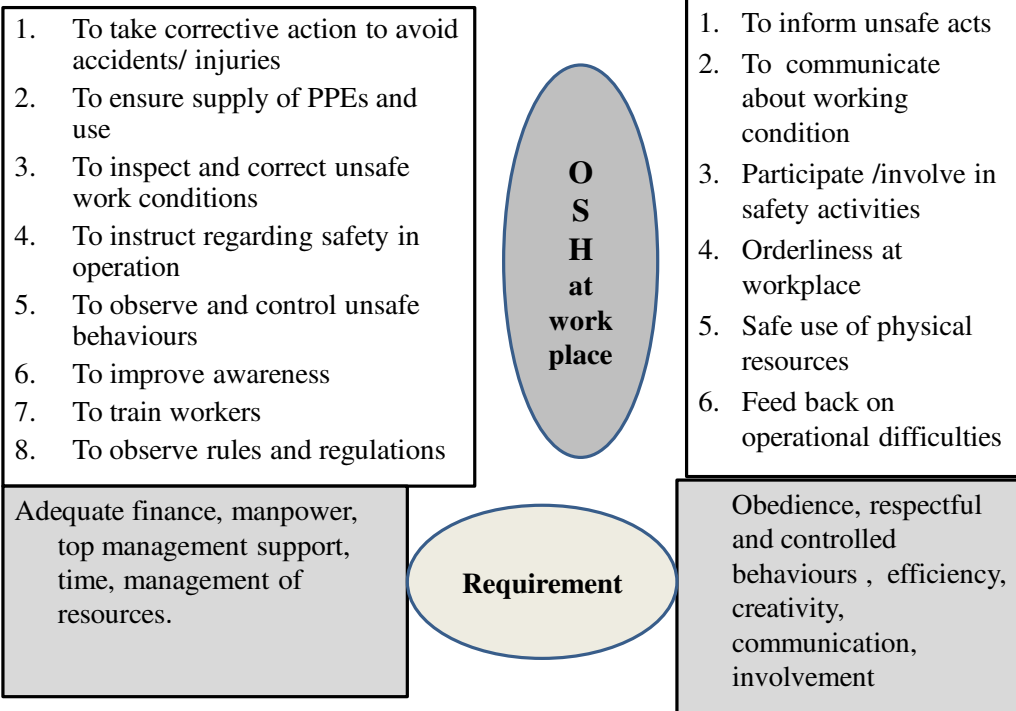 1. To take corrective action to avoid
accidents/ injuries
2. To ensure supply of PPEs and
use
3. To inspect and correct unsafe
work conditions
4. To instruct regarding safety in
operation
5. To observe and control unsafe
behaviours
6. To improve awareness
7. To train workers
8. To observe rules and regulations
O
S
H
at
work
place
1. To inform unsafe acts
2. To communicate
about working
condition
3. Participate /involve in
safety activities
4. Orderliness at
workplace
5. Safe use of physical
resources
6. Feed back on
operational difficulties
Adequate finance, manpower,
top management support,
time, management of
resources.
Requirement
Obedience, respectful
and controlled
behaviours , efficiency,
creativity,
communication,
involvement